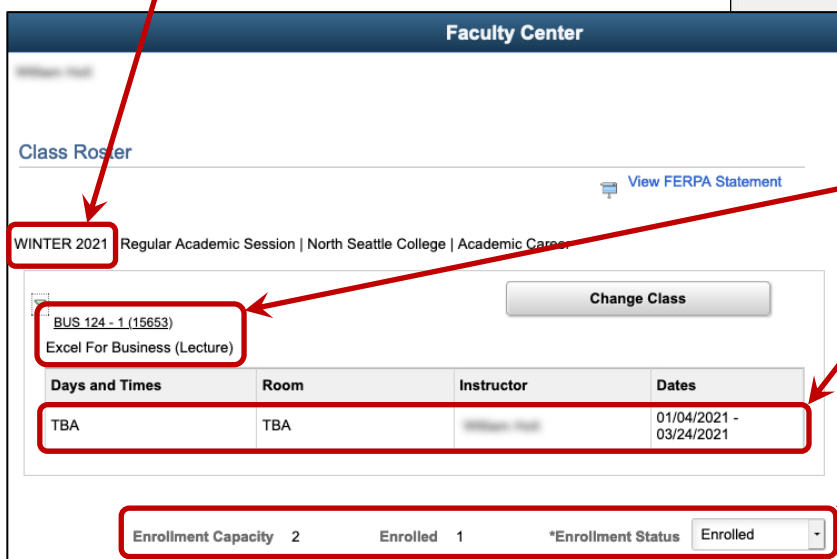 Faculty Center
Class Roster
View FERPA Statement
WINTER 2021 Regular Academic Session | North Seattle College | Academic Career
Change Class
BUS 124 - 1 (15653)
Excel For Business (Lecture)
Days and Times Room Instructor Dates
TBA TBA 01/04/2021 -
03/24/2021
Enrollment Capacity 2 Enrolled 1 *Enrollment Status Enrolled